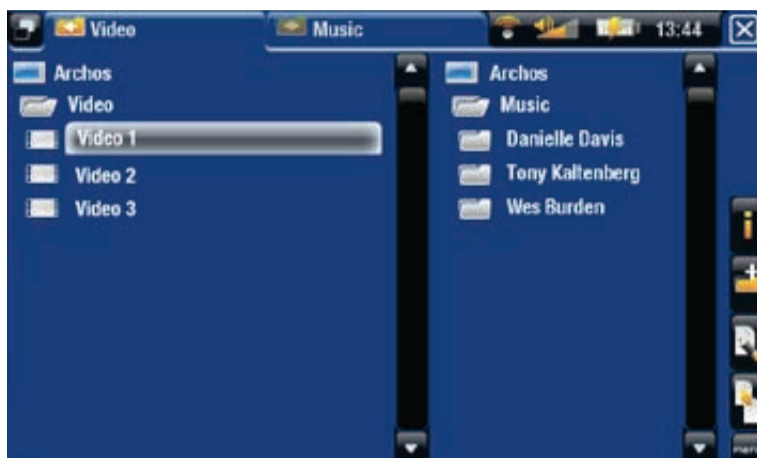 Video
Music
13:44
Archos
Video
Video 1
Video 2
Video 3
Archos
Music
Danielle Davis
Tony Kaltenberg
Wes Burden
menu